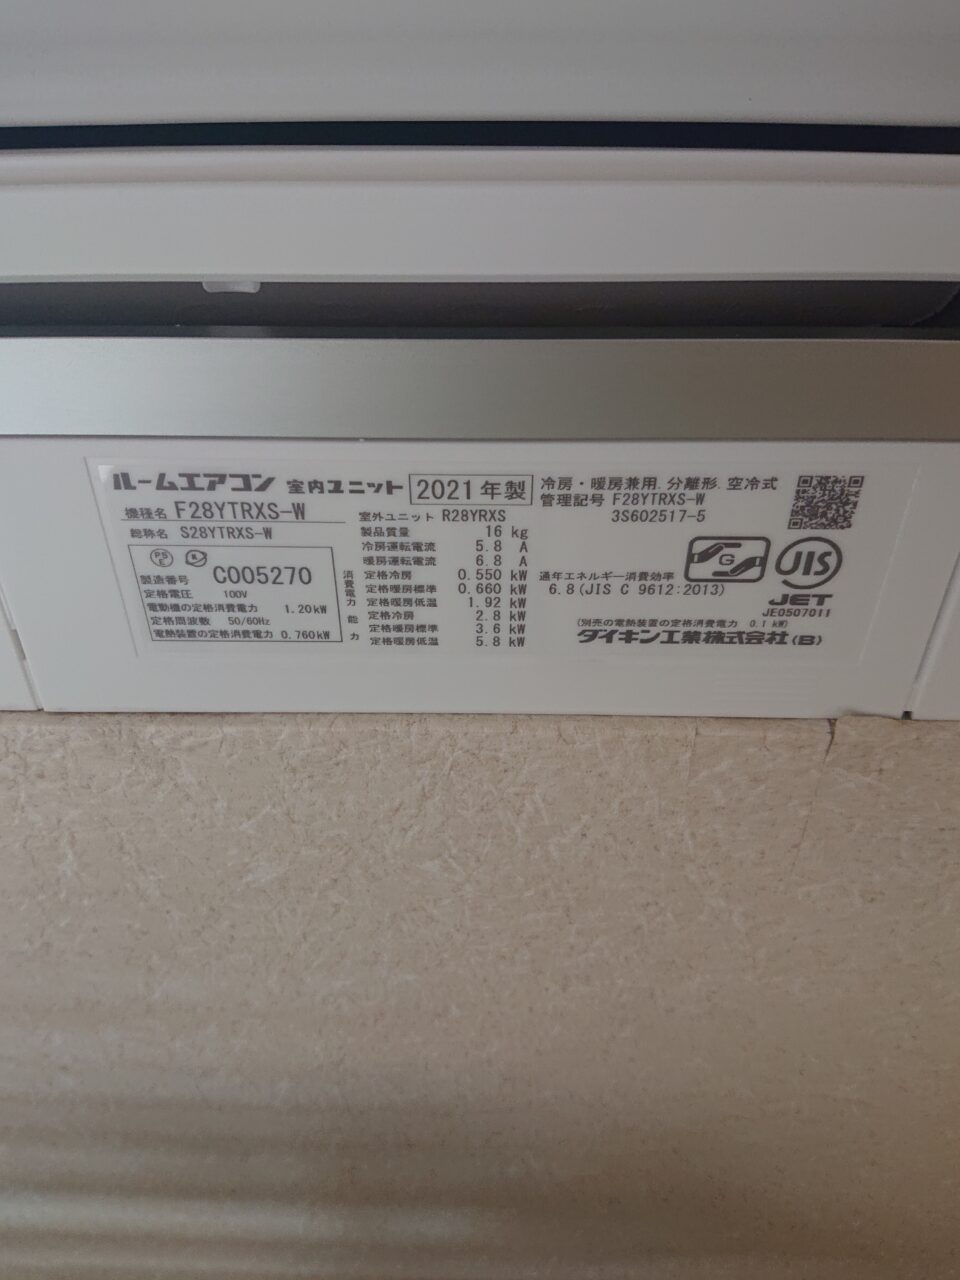 ルームエアコン 室内ユニット 2021年製
機種名 F28YTRXS-W
総称名 S28YTRXS-W
PS
E
製造番号 C005270
定格電圧 100V
電動機の定格消費電力 1.20kW
定格周波数 50/60Hz
電熱装置の定格消費電力 0.760kW
室外ユニット R28YRXS
製品質量 16 kg
冷房運転電流 5.8 A
暖房運転電流 6.8 A
消費電力
定格冷房 0.550 kW
定格暖房標準 0.660 kW
定格暖房低温 1.92 kW
能力
定格冷房 2.8 kW
定格暖房標準 3.6 kW
定格暖房低温 5.8 kW
冷房・暖房兼用.分離形.空冷式
管理記号 F28YTRXS-W
3S602517-5
通年エネルギー消費効率
6.8(JIS C 9612:2013)
G
JIS
JET
JE0507011
(別売の電熱装置の定格消費電力 0.1 kW)
ダイキン工業株式会社(B)